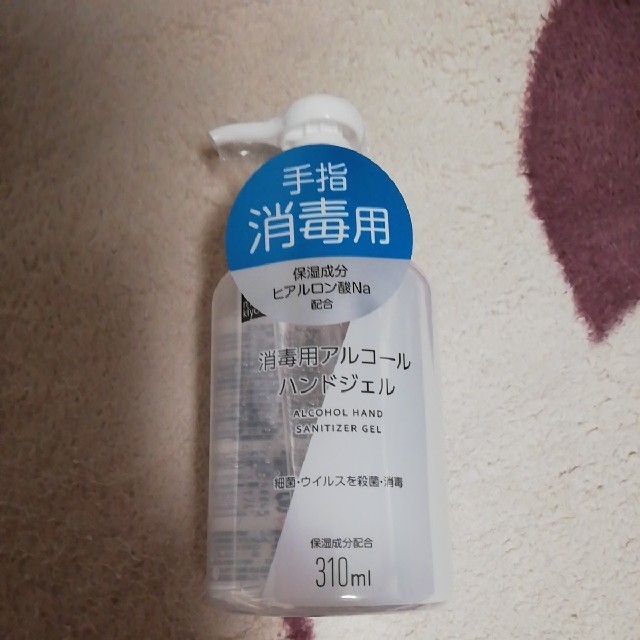 手指
消毒用
保湿成分
ヒアルロン酸Na
配合
消毒用アルコール
ハンドジェル
ALCOHOL HAND
SANITIZER GEL
細菌・ウイルスを殺菌・消毒
保湿成分配合
310ml